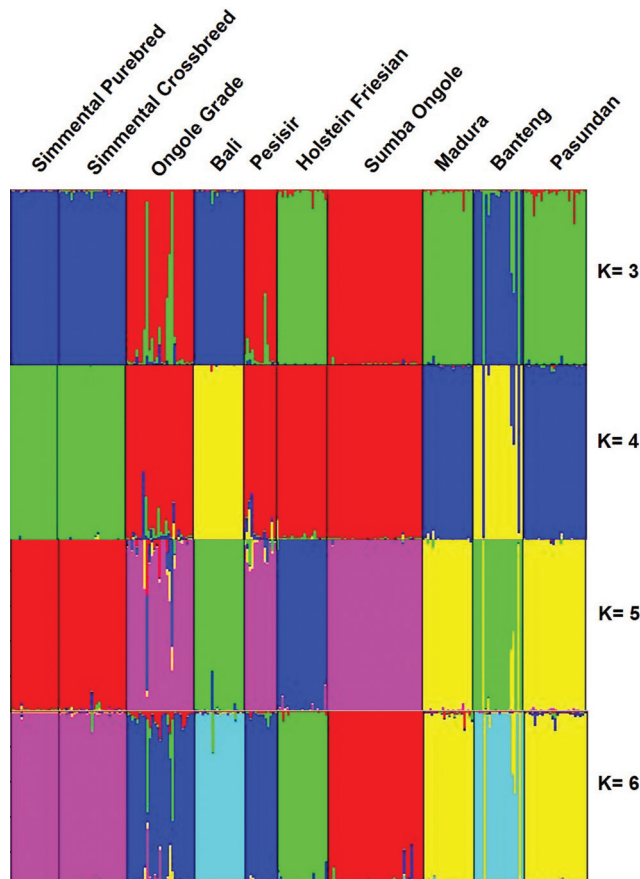 Simmental Purebred
Simmental Crossbreed
Ongole Grade
Bali
Pesisir
Holstein Friesian
Sumba Ongole
Madura
Banteng
Pasundan
K= 3
K= 4
K= 5
K= 6